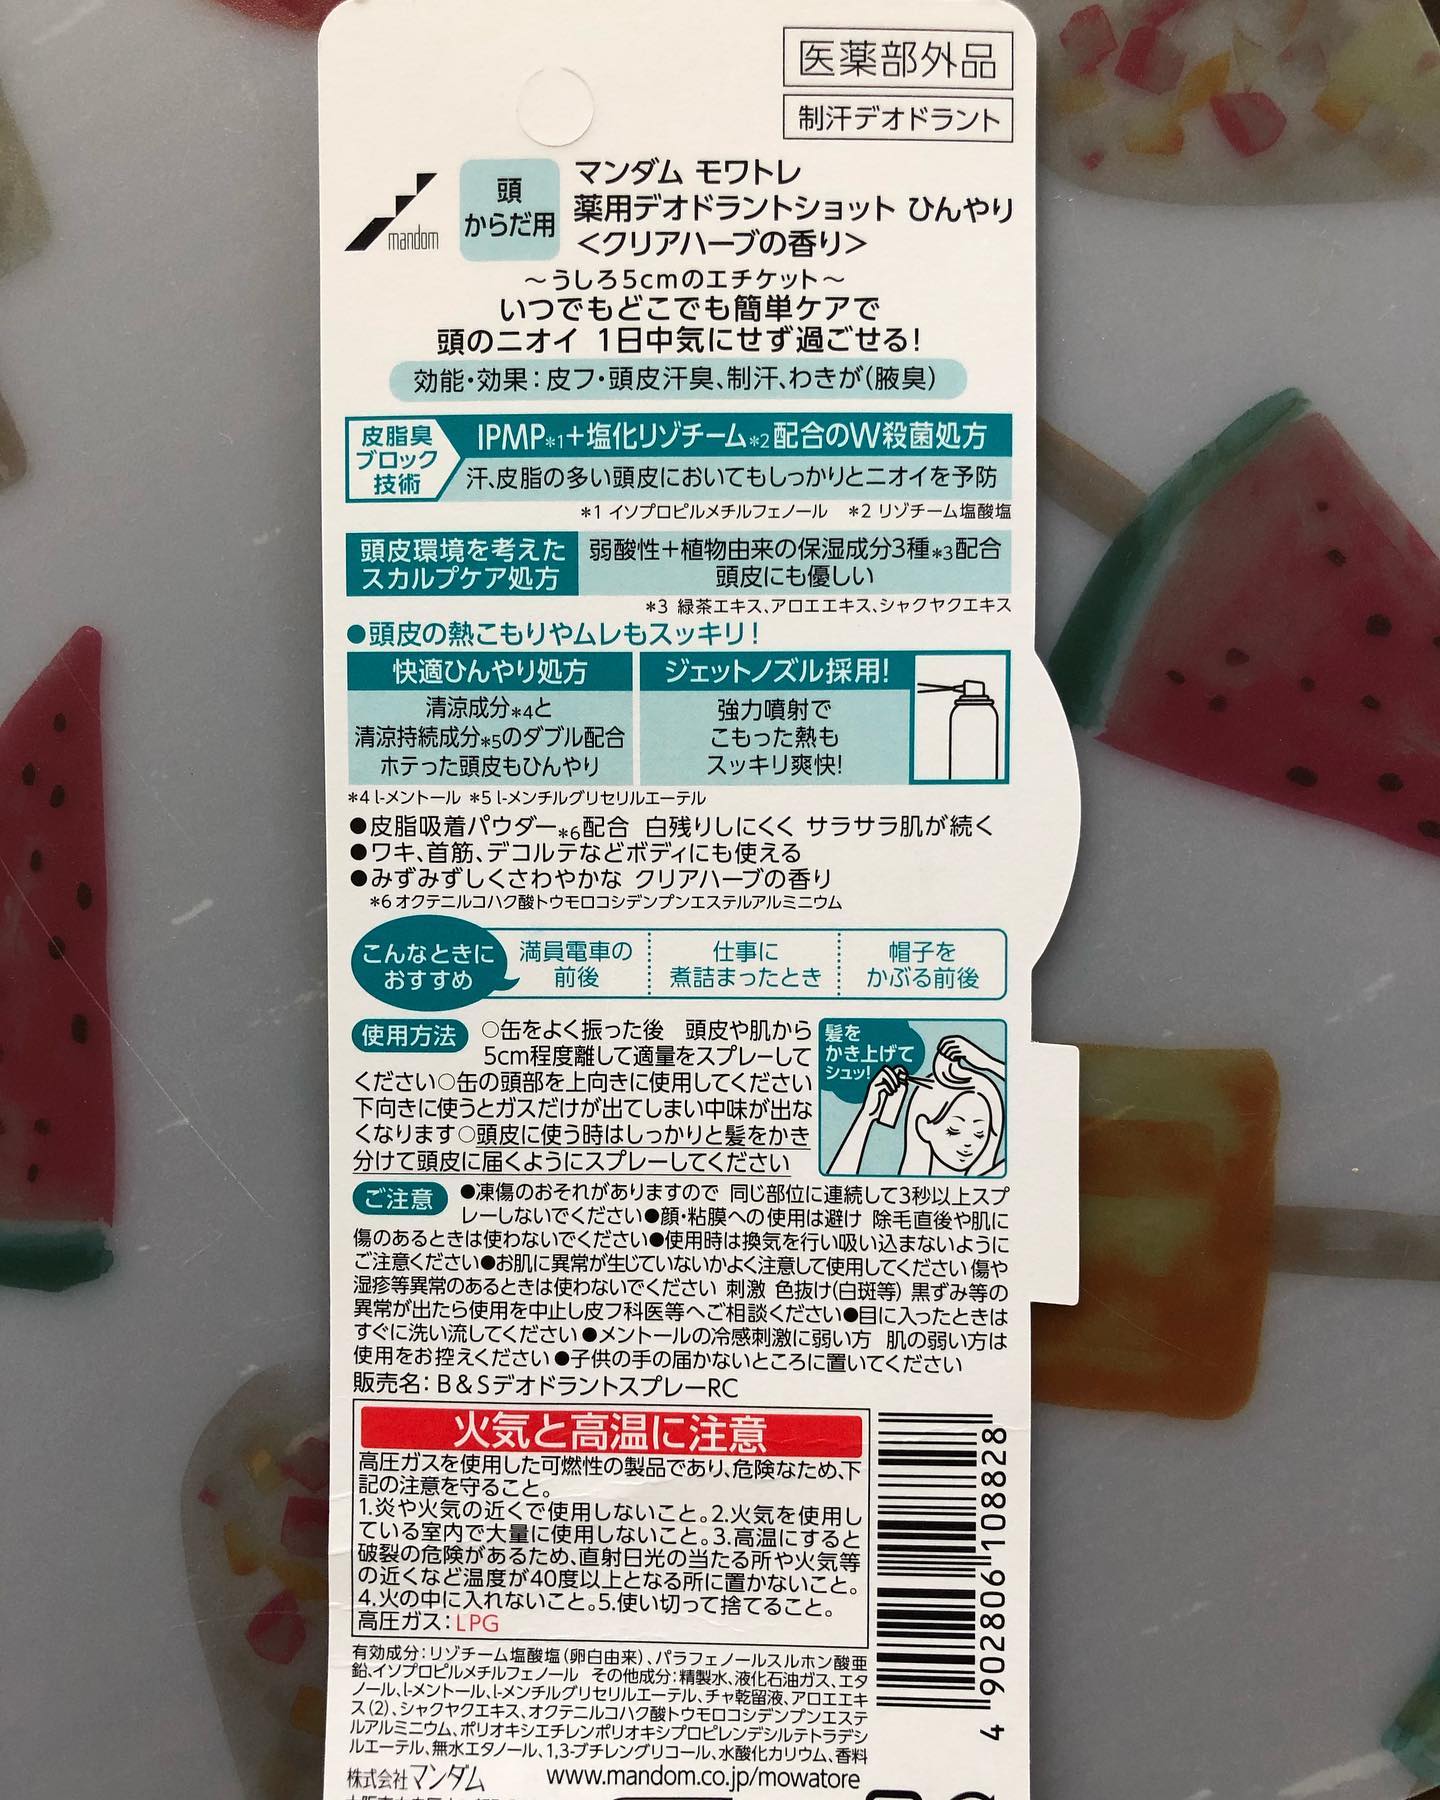 医薬部外品
制汗デオドラント
mandom
頭
からだ用
マンダム モワトレ
薬用デオドラントショット ひんやり
<クリアハーブの香り>
～うしろ5cmのエチケット～
いつでもどこでも簡単ケアで
頭のニオイ 1日中気にせず過ごせる!
効能・効果：皮フ・頭皮汗臭、制汗、わきが(腋臭)
皮脂臭
ブロック
技術
IPMP*1+塩化リゾチーム*2配合のW殺菌処方
汗、皮脂の多い頭皮においてもしっかりとニオイを予防
*1 イソプロピルメチルフェノール *2 リゾチーム塩酸塩
頭皮環境を考えた
スカルプケア処方
弱酸性+植物由来の保湿成分3種*3配合
頭皮にも優しい
*3 緑茶エキス、アロエエキス、シャクヤクエキス
●頭皮の熱こもりやムレもスッキリ!
快適ひんやり処方
清涼成分*4と
清涼持続成分*5のダブル配合
ホテった頭皮もひんやり
ジェットノズル採用!
強力噴射で
こもった熱も
スッキリ爽快!
*4 l-メントール *5 l-メンチルグリセリルエーテル
●皮脂吸着パウダー*6配合 白残りしにくく サラサラ肌が続く
●ワキ、首筋、デコルテなどボディにも使える
●みずみずしくさわやかな クリアハーブの香り
*6 オクテニルコハク酸トウモロコシデンプンエステルアルミニウム
こんなときに
おすすめ
満員電車の
前後
仕事に
煮詰まったとき
帽子を
かぶる前後
使用方法 ○缶をよく振った後 頭皮や肌から
5cm程度離して適量をスプレーして
ください○缶の頭部を上向きに使用してください
下向きに使うとガスだけが出てしまい中味が出な
くなります○頭皮に使う時はしっかりと髪をかき
分けて頭皮に届くようにスプレーしてください
髪を
かき上げて
シュッ!
ご注意 ●凍傷のおそれがありますので 同じ部位に連続して3秒以上スプ
レーしないでください●顔・粘膜への使用は避け 除毛直後や肌に
傷のあるときは使わないでください●使用時は換気を行い吸い込まないように
ご注意ください●お肌に異常が生じていないかよく注意して使用してください 傷や
湿疹等異常のあるときは使わないでください 刺激 色抜け(白斑等) 黒ずみ等の
異常が出たら使用を中止し皮フ科医等へご相談ください●目に入ったときは
すぐに洗い流してください●メントールの冷感刺激に弱い方 肌の弱い方は
使用をお控えください●子供の手の届かないところに置いてください
販売名：B&SデオドラントスプレーRC
火気と高温に注意
高圧ガスを使用した可燃性の製品であり、危険なため、下
記の注意を守ること。
1.炎や火気の近くで使用しないこと。2.火気を使用し
ている室内で大量に使用しないこと。3.高温にすると
破裂の危険があるため、直射日光の当たる所や火気等
の近くなど温度が40度以上となる所に置かないこと。
4.火の中に入れないこと。5.使い切って捨てること。
高圧ガス：LPG
4 902806 108828
有効成分：リゾチーム塩酸塩(卵白由来)、パラフェノールスルホン酸亜
鉛、イソプロピルメチルフェノール その他成分：精製水、液化石油ガス、エタ
ノール、l-メントール、l-メンチルグリセリルエーテル、チャ乾留液、アロエエキ
ス(2)、シャクヤクエキス、オクテニルコハク酸トウモロコシデンプンエステ
ルアルミニウム、ポリオキシエチレンポリオキシプロピレンデシルテトラデシ
ルエーテル、無水エタノール、1,3-ブチレングリコール、水酸化カリウム、香料
株式会社マンダム www.mandom.co.jp/mowatore